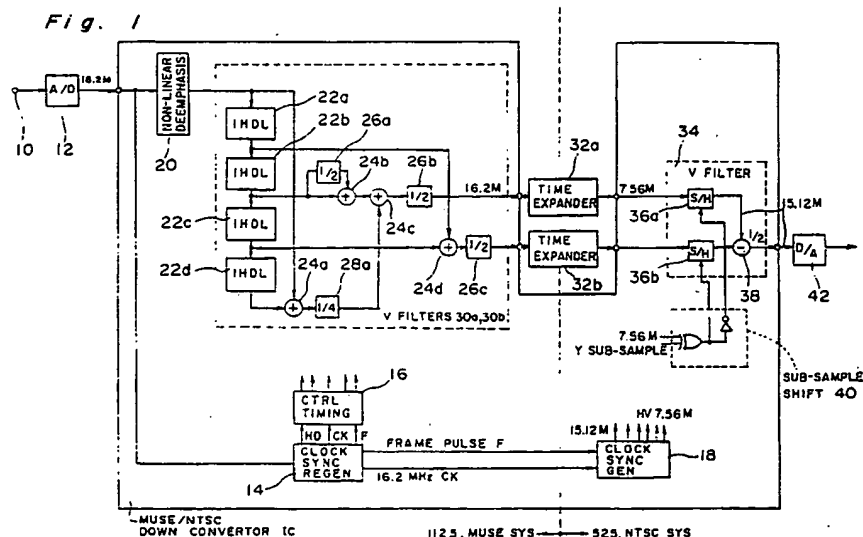 Fig. 1
10
A/D
12
16.2M
NON-LINEAR
DEEMPHASIS
20
1HDL
22a
1HDL
22b
26a
1/2
24b
26b
1/2
16.2M
1HDL
22c
24c
1HDL
22d
24a
28a
1/4
24d
1/2
26c
V FILTERS 30a,30b
32a
TIME
EXPANDER
7.56M
TIME
EXPANDER
32b
34
V FILTER
S/H
36a
15.12M
S/H
36b
1/2
38
D/A
42
7.56M
Y SUB-SAMPLE
SUB-SAMPLE
SHIFT 40
16
CTRL
TIMING
HD CK F
CLOCK
SYNC
REGEN
14
FRAME PULSE F
16.2 MHz CK
15.12M
HV 7.56M
CLOCK
SYNC
GEN
18
MUSE/NTSC
DOWN CONVERTOR IC
1125, MUSE SYS
525, NTSC SYS